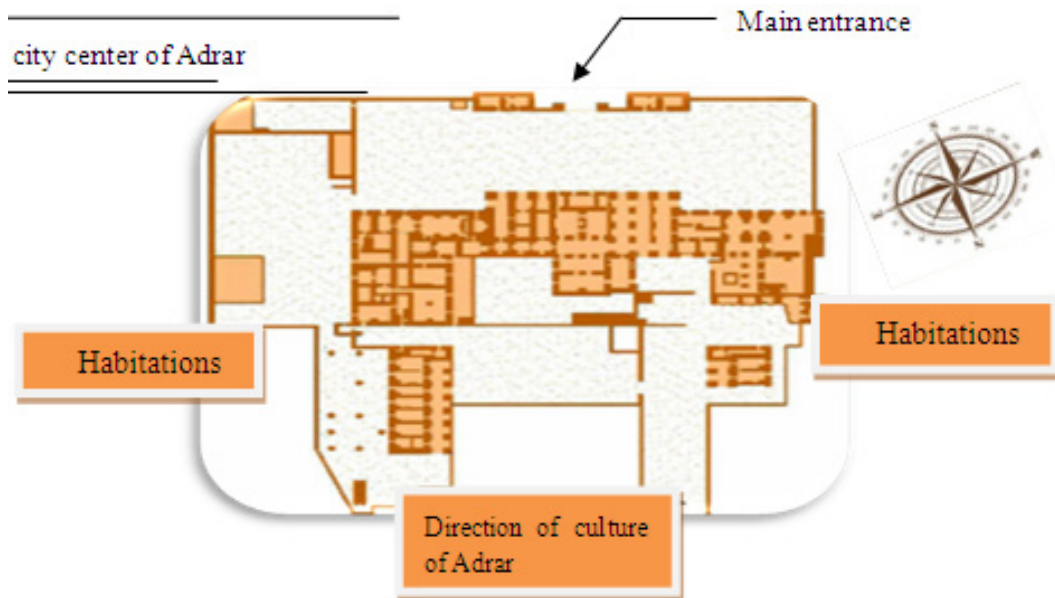 Main entrance
city center of Adrar
Habitations
Habitations
Direction of culture
of Adrar